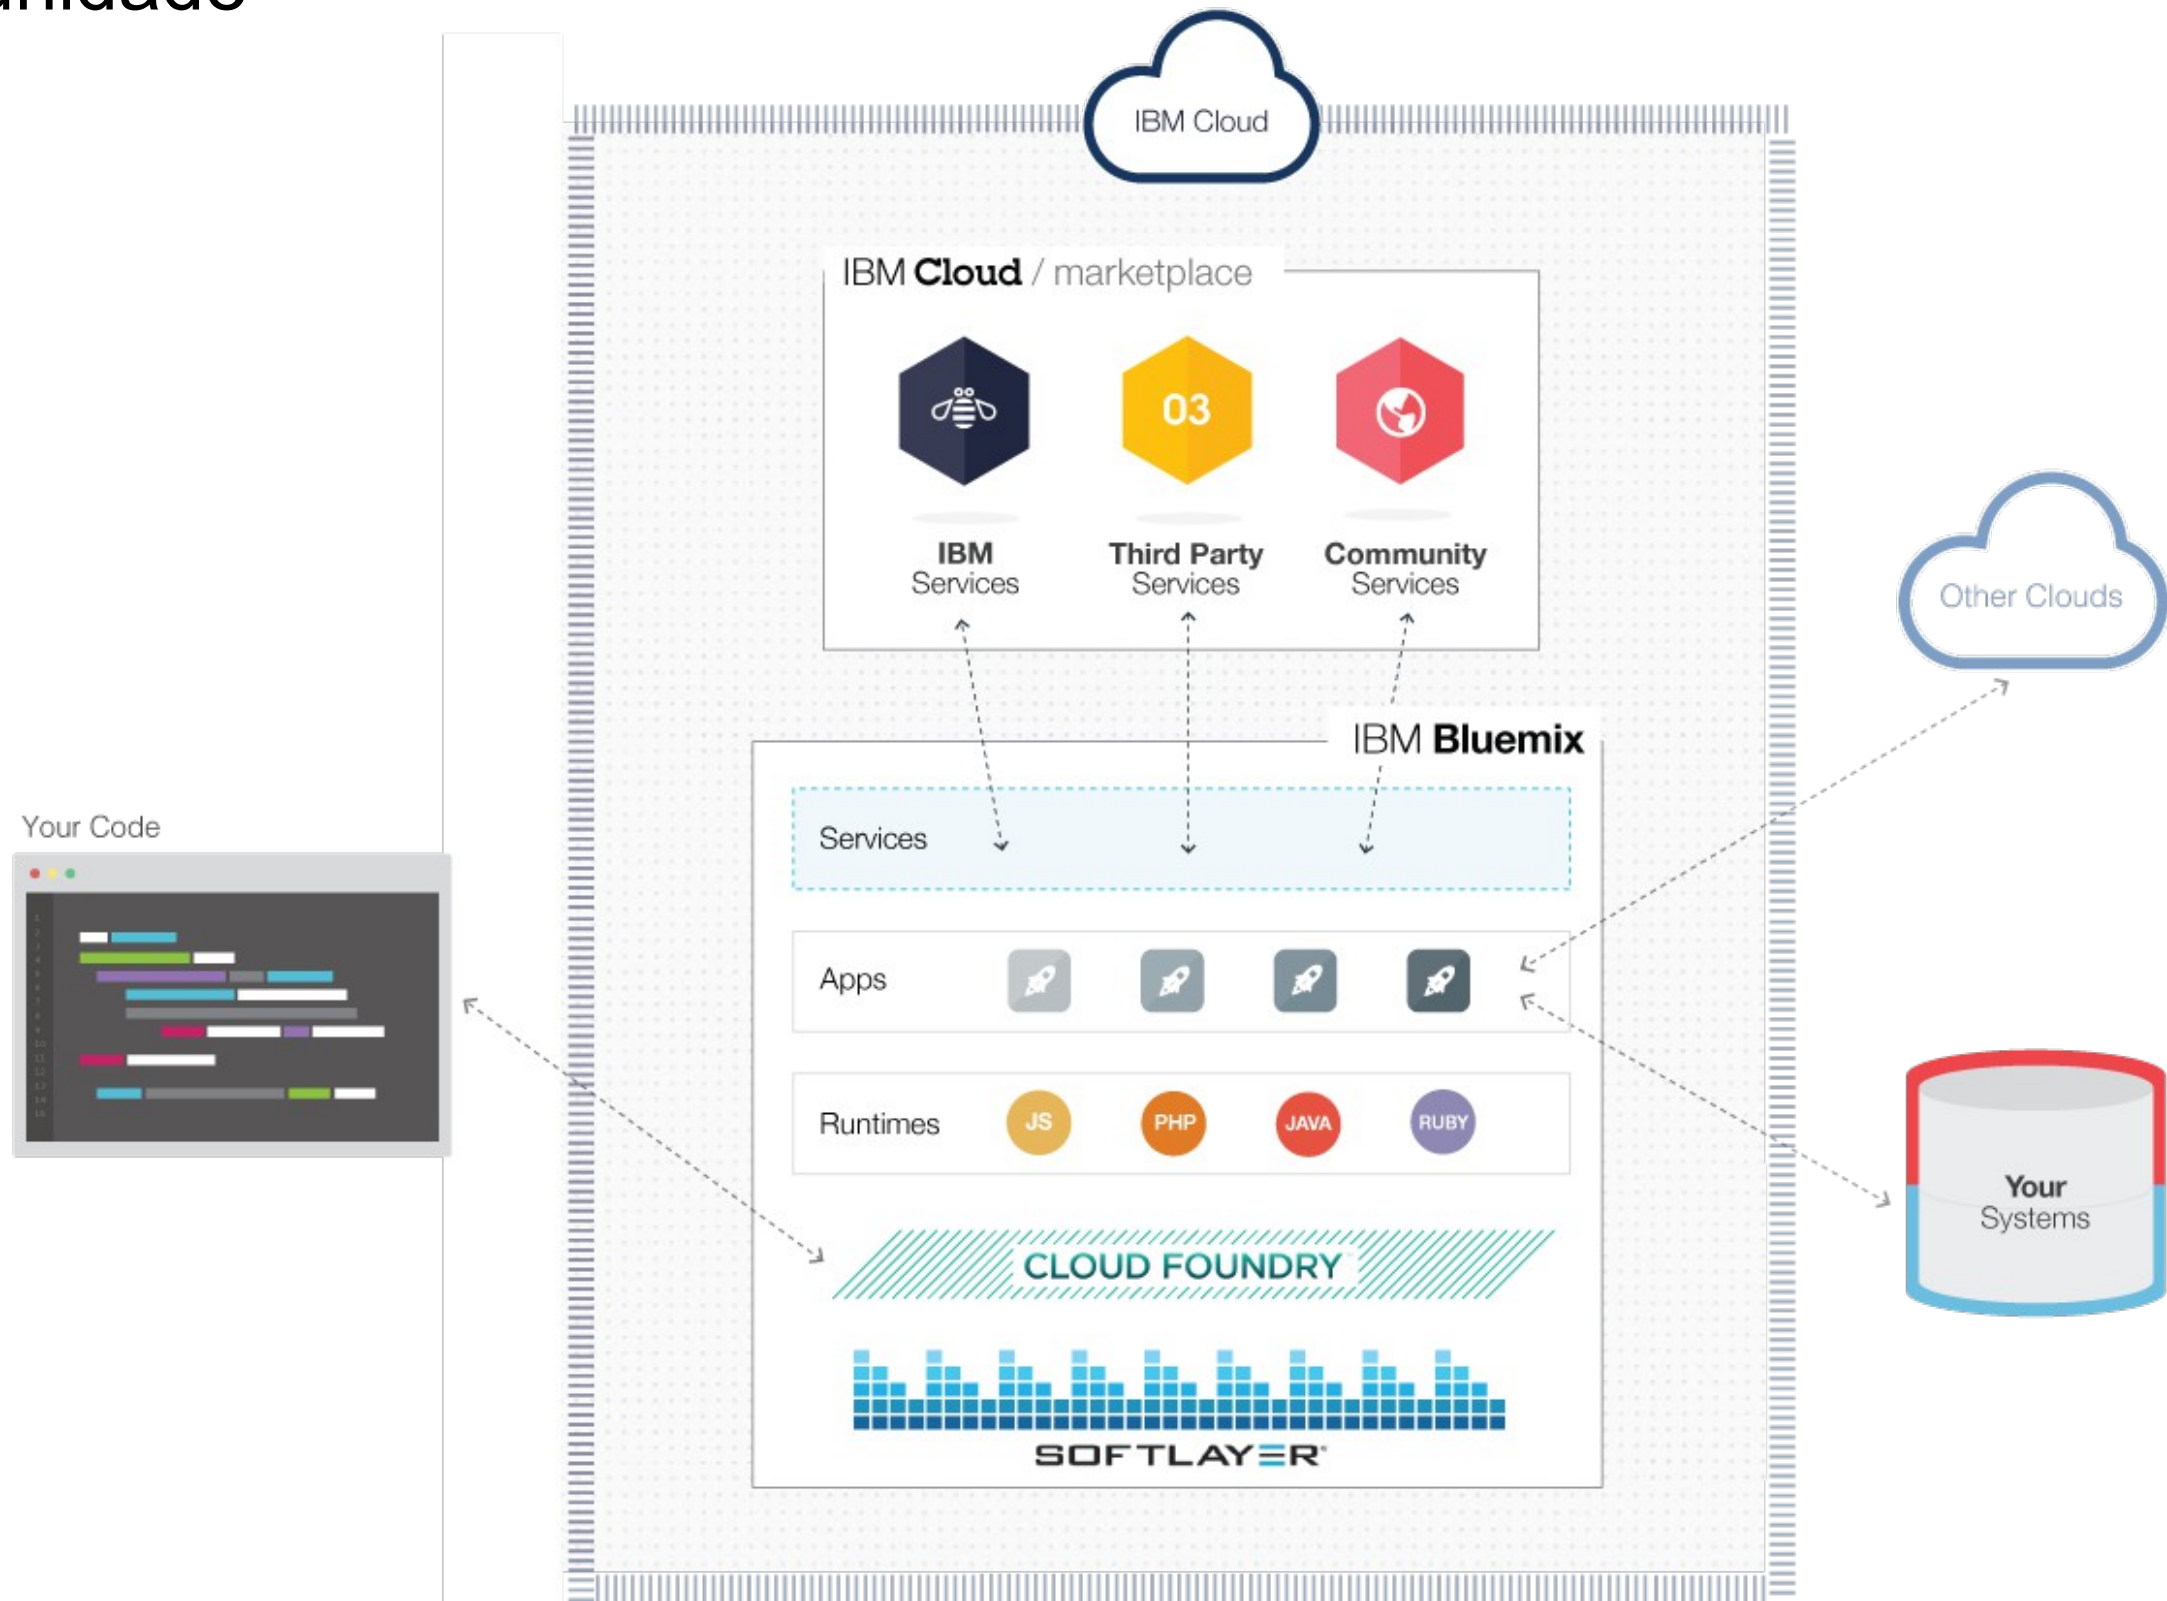 IBM Cloud
IBM Cloud / marketplace
03
IBM
Services
Third Party
Services
Community
Services
Other Clouds
IBM Bluemix
Your Code
Services
Apps
Runtimes
JS
PHP
JAVA
RUBY
Your
Systems
CLOUD FOUNDRY
SOFTLAYER®